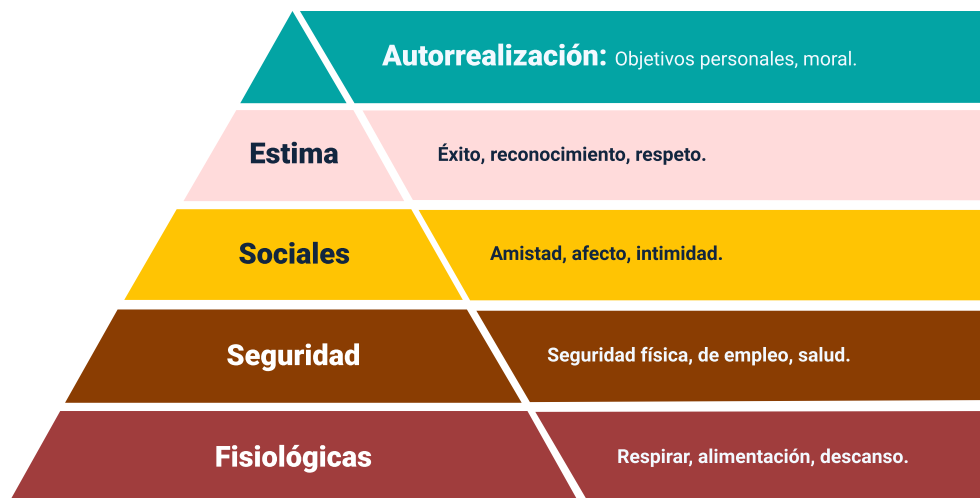 Autorrealización: Objetivos personales, moral.
Estima
Éxito, reconocimiento, respeto.
Sociales
Amistad, afecto, intimidad.
Seguridad
Seguridad física, de empleo, salud.
Fisiológicas
Respirar, alimentación, descanso.